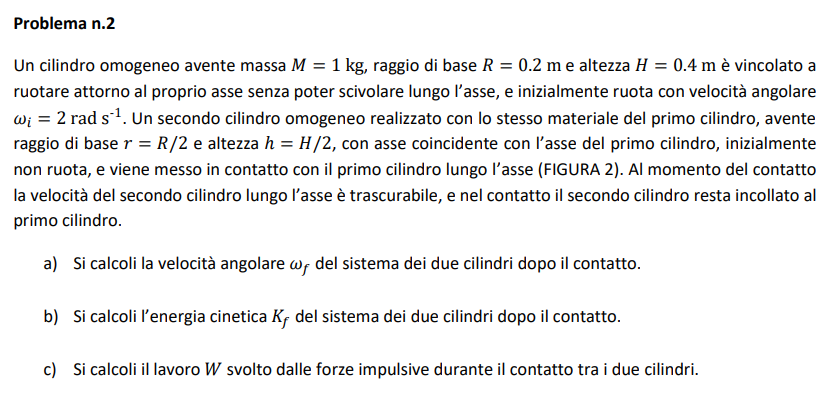 Problema n.2
Un cilindro omogeneo avente massa M = 1 kg, raggio di base R = 0.2 m e altezza H = 0.4 m è vincolato a
ruotare attorno al proprio asse senza poter scivolare lungo l'asse, e inizialmente ruota con velocità angolare
ωᵢ = 2 rad s⁻¹. Un secondo cilindro omogeneo realizzato con lo stesso materiale del primo cilindro, avente
raggio di base r = R/2 e altezza h = H/2, con asse coincidente con l'asse del primo cilindro, inizialmente
non ruota, e viene messo in contatto con il primo cilindro lungo l'asse (FIGURA 2). Al momento del contatto
la velocità del secondo cilindro lungo l'asse è trascurabile, e nel contatto il secondo cilindro resta incollato al
primo cilindro.
a) Si calcoli la velocità angolare ω_f del sistema dei due cilindri dopo il contatto.
b) Si calcoli l'energia cinetica K_f del sistema dei due cilindri dopo il contatto.
c) Si calcoli il lavoro W svolto dalle forze impulsive durante il contatto tra i due cilindri.